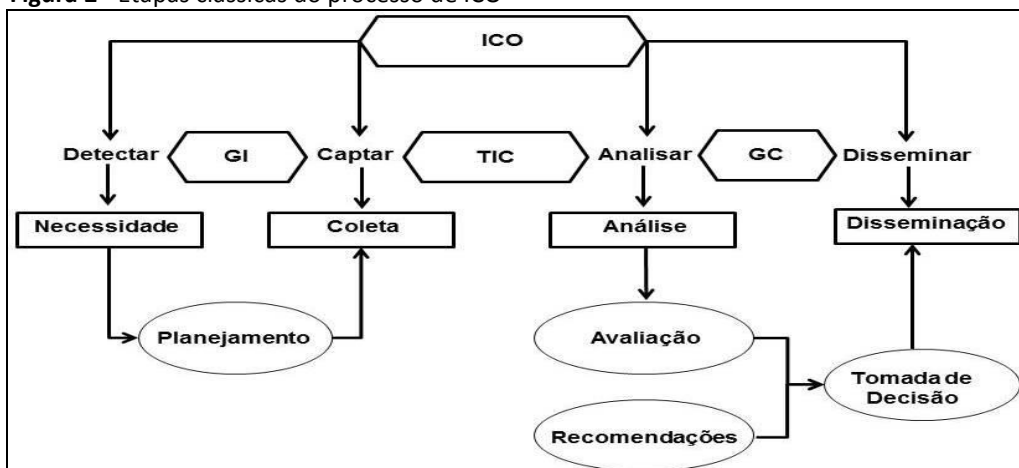 Figura 2 - Etapas clássicas do processo de ICO
ICO
Detectar
GI
Captar
TIC
Analisar
GC
Disseminar
Necessidade
Coleta
Análise
Disseminação
Planejamento
Avaliação
Tomada de
Decisão
Recomendações